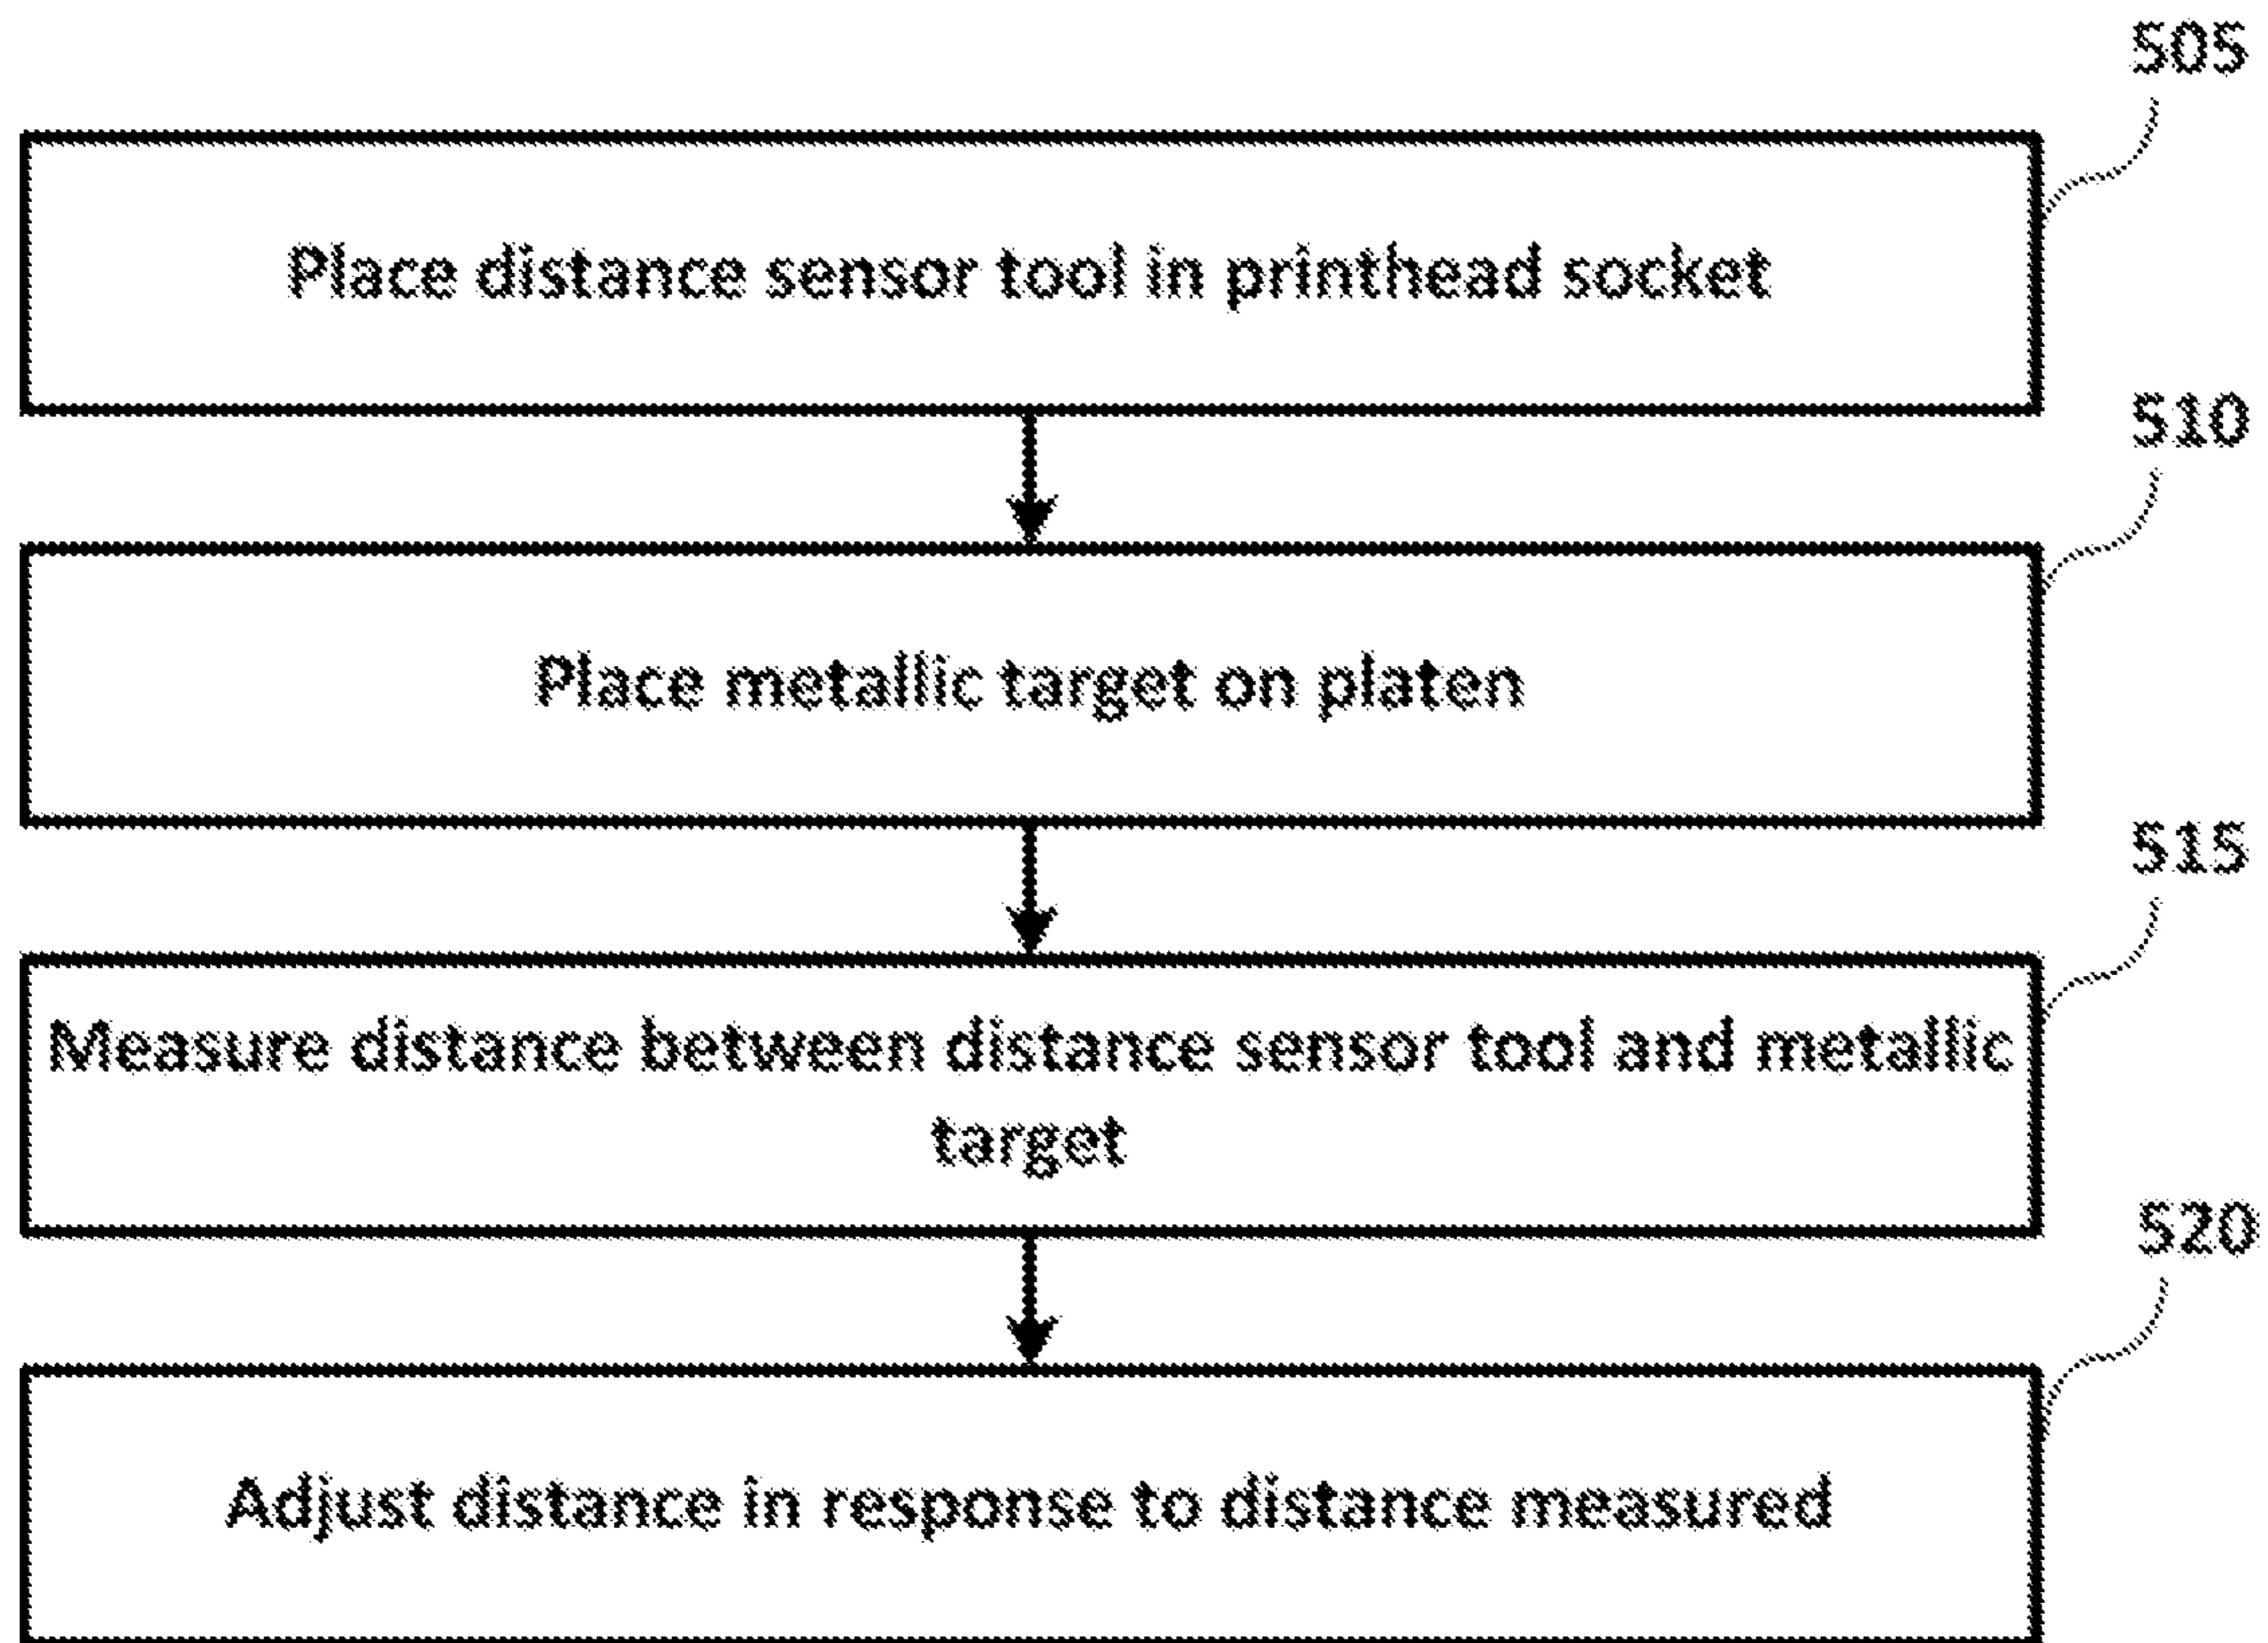 505
Place distance sensor tool in printhead socket
510
Place metallic target on platen
515
Measure distance between distance sensor tool and metallic
target
520
Adjust distance in response to distance measured